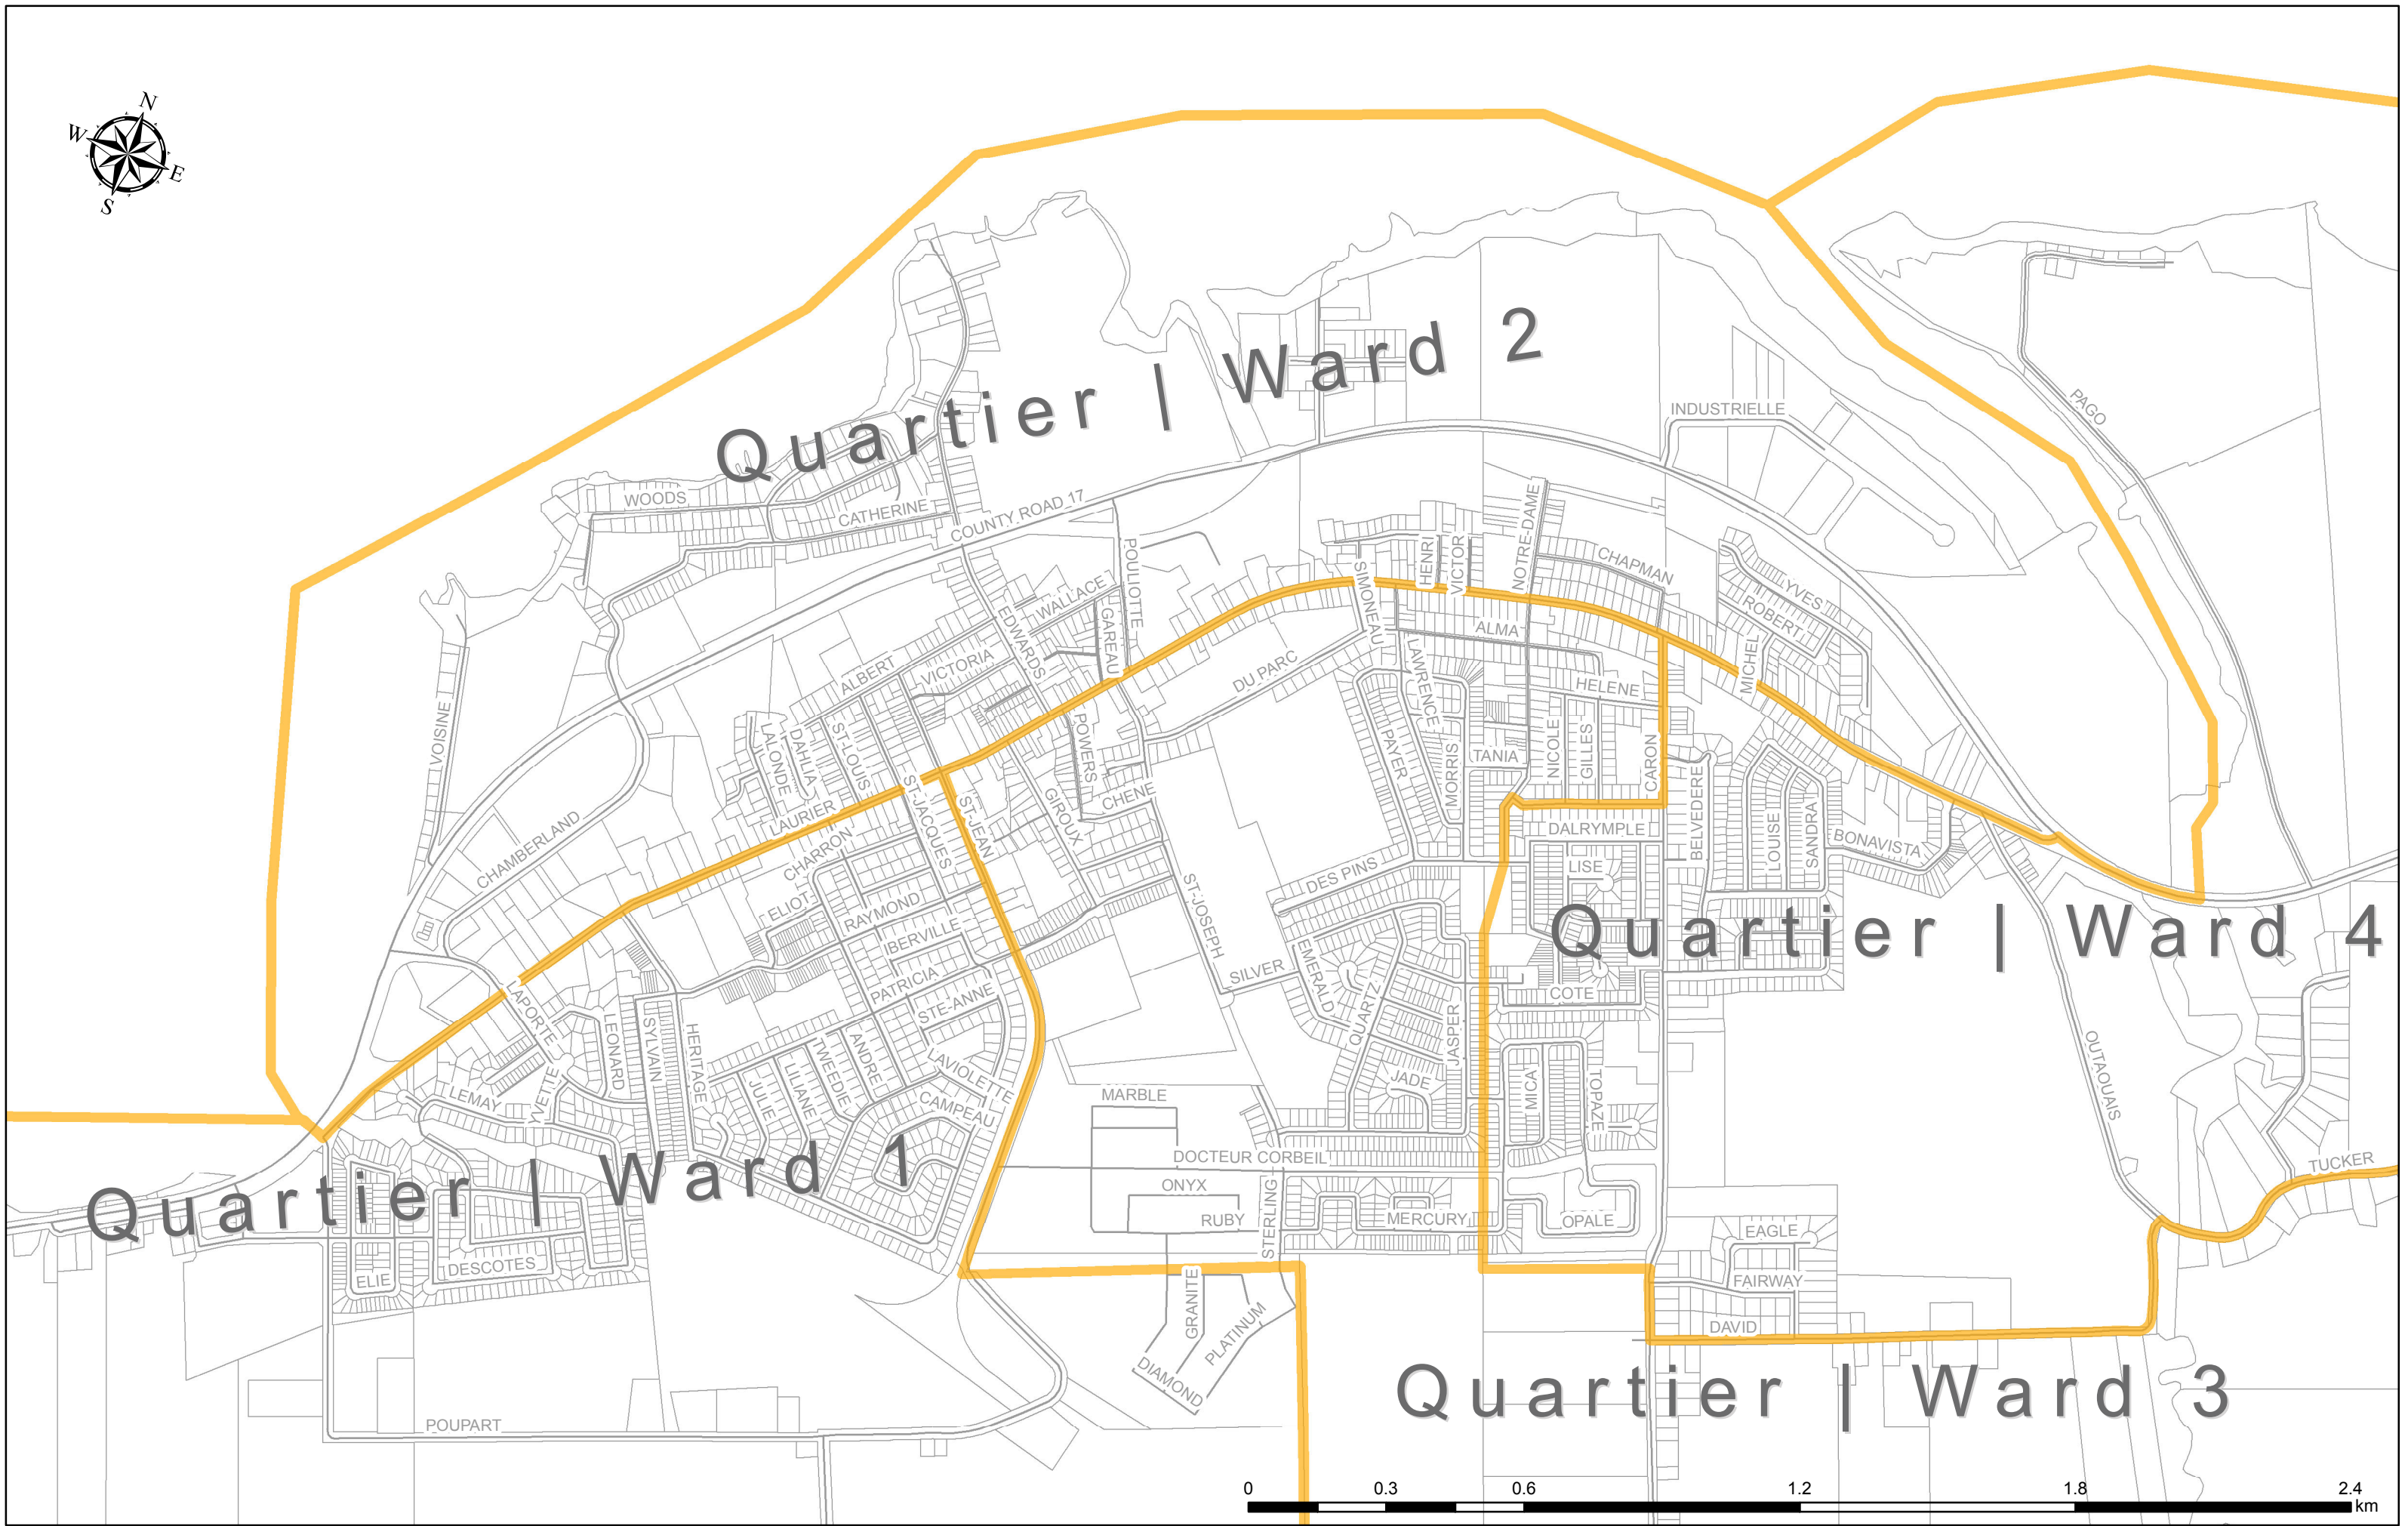 N
W
E
S
Quartier | Ward 2
INDUSTRIELLE
PAGO
WOODS
CATHERINE
COUNTY ROAD 17
NOTRE-DAME
POULIOTTE
HENRI
VICTOR
CHAPMAN
SIMONEAU
YVES
ROBERT
WALLACE
GAREAU
EDWARDS
ALMA
MICHEL
VICTORIA
ALBERT
DU PARC
LAWRENCE
HELENE
VOISINE
LALONDE
DAHLIA
ST-LOUIS
POWERS
PAYER
MORRIS
TANIA
NICOLE
GILLES
CARON
BELVEDERE
LOUISE
SANDRA
BONAVISTA
ST-JACQUES
ST-JEAN
GIROUX
CHENE
LAURIER
CHARRON
CHAMBERLAND
DALRYMPLE
LISE
DES PINS
ELIOT
RAYMOND
IBERVILLE
ST-JOSEPH
Quartier | Ward 4
EMERALD
SILVER
PATRICIA
STE-ANNE
LAPORTE
COTE
QUARTZ
JASPER
LEONARD
SYLVAIN
HERITAGE
TWEEDIE
ANDRE
LAVIOLETTE
OUTAOUAIS
JULIE
LILIANE
JADE
MICA
TOPAZE
LEMAY
YVETTE
CAMPEAU
MARBLE
Quartier | Ward 1
DOCTEUR CORBEIL
TUCKER
ONYX
RUBY
STERLING
MERCURY
OPALE
EAGLE
ELIE
DESCOTES
FAIRWAY
GRANITE
PLATINUM
DIAMOND
DAVID
Quartier | Ward 3
POUPART
0 0.3 0.6 1.2 1.8 2.4
km